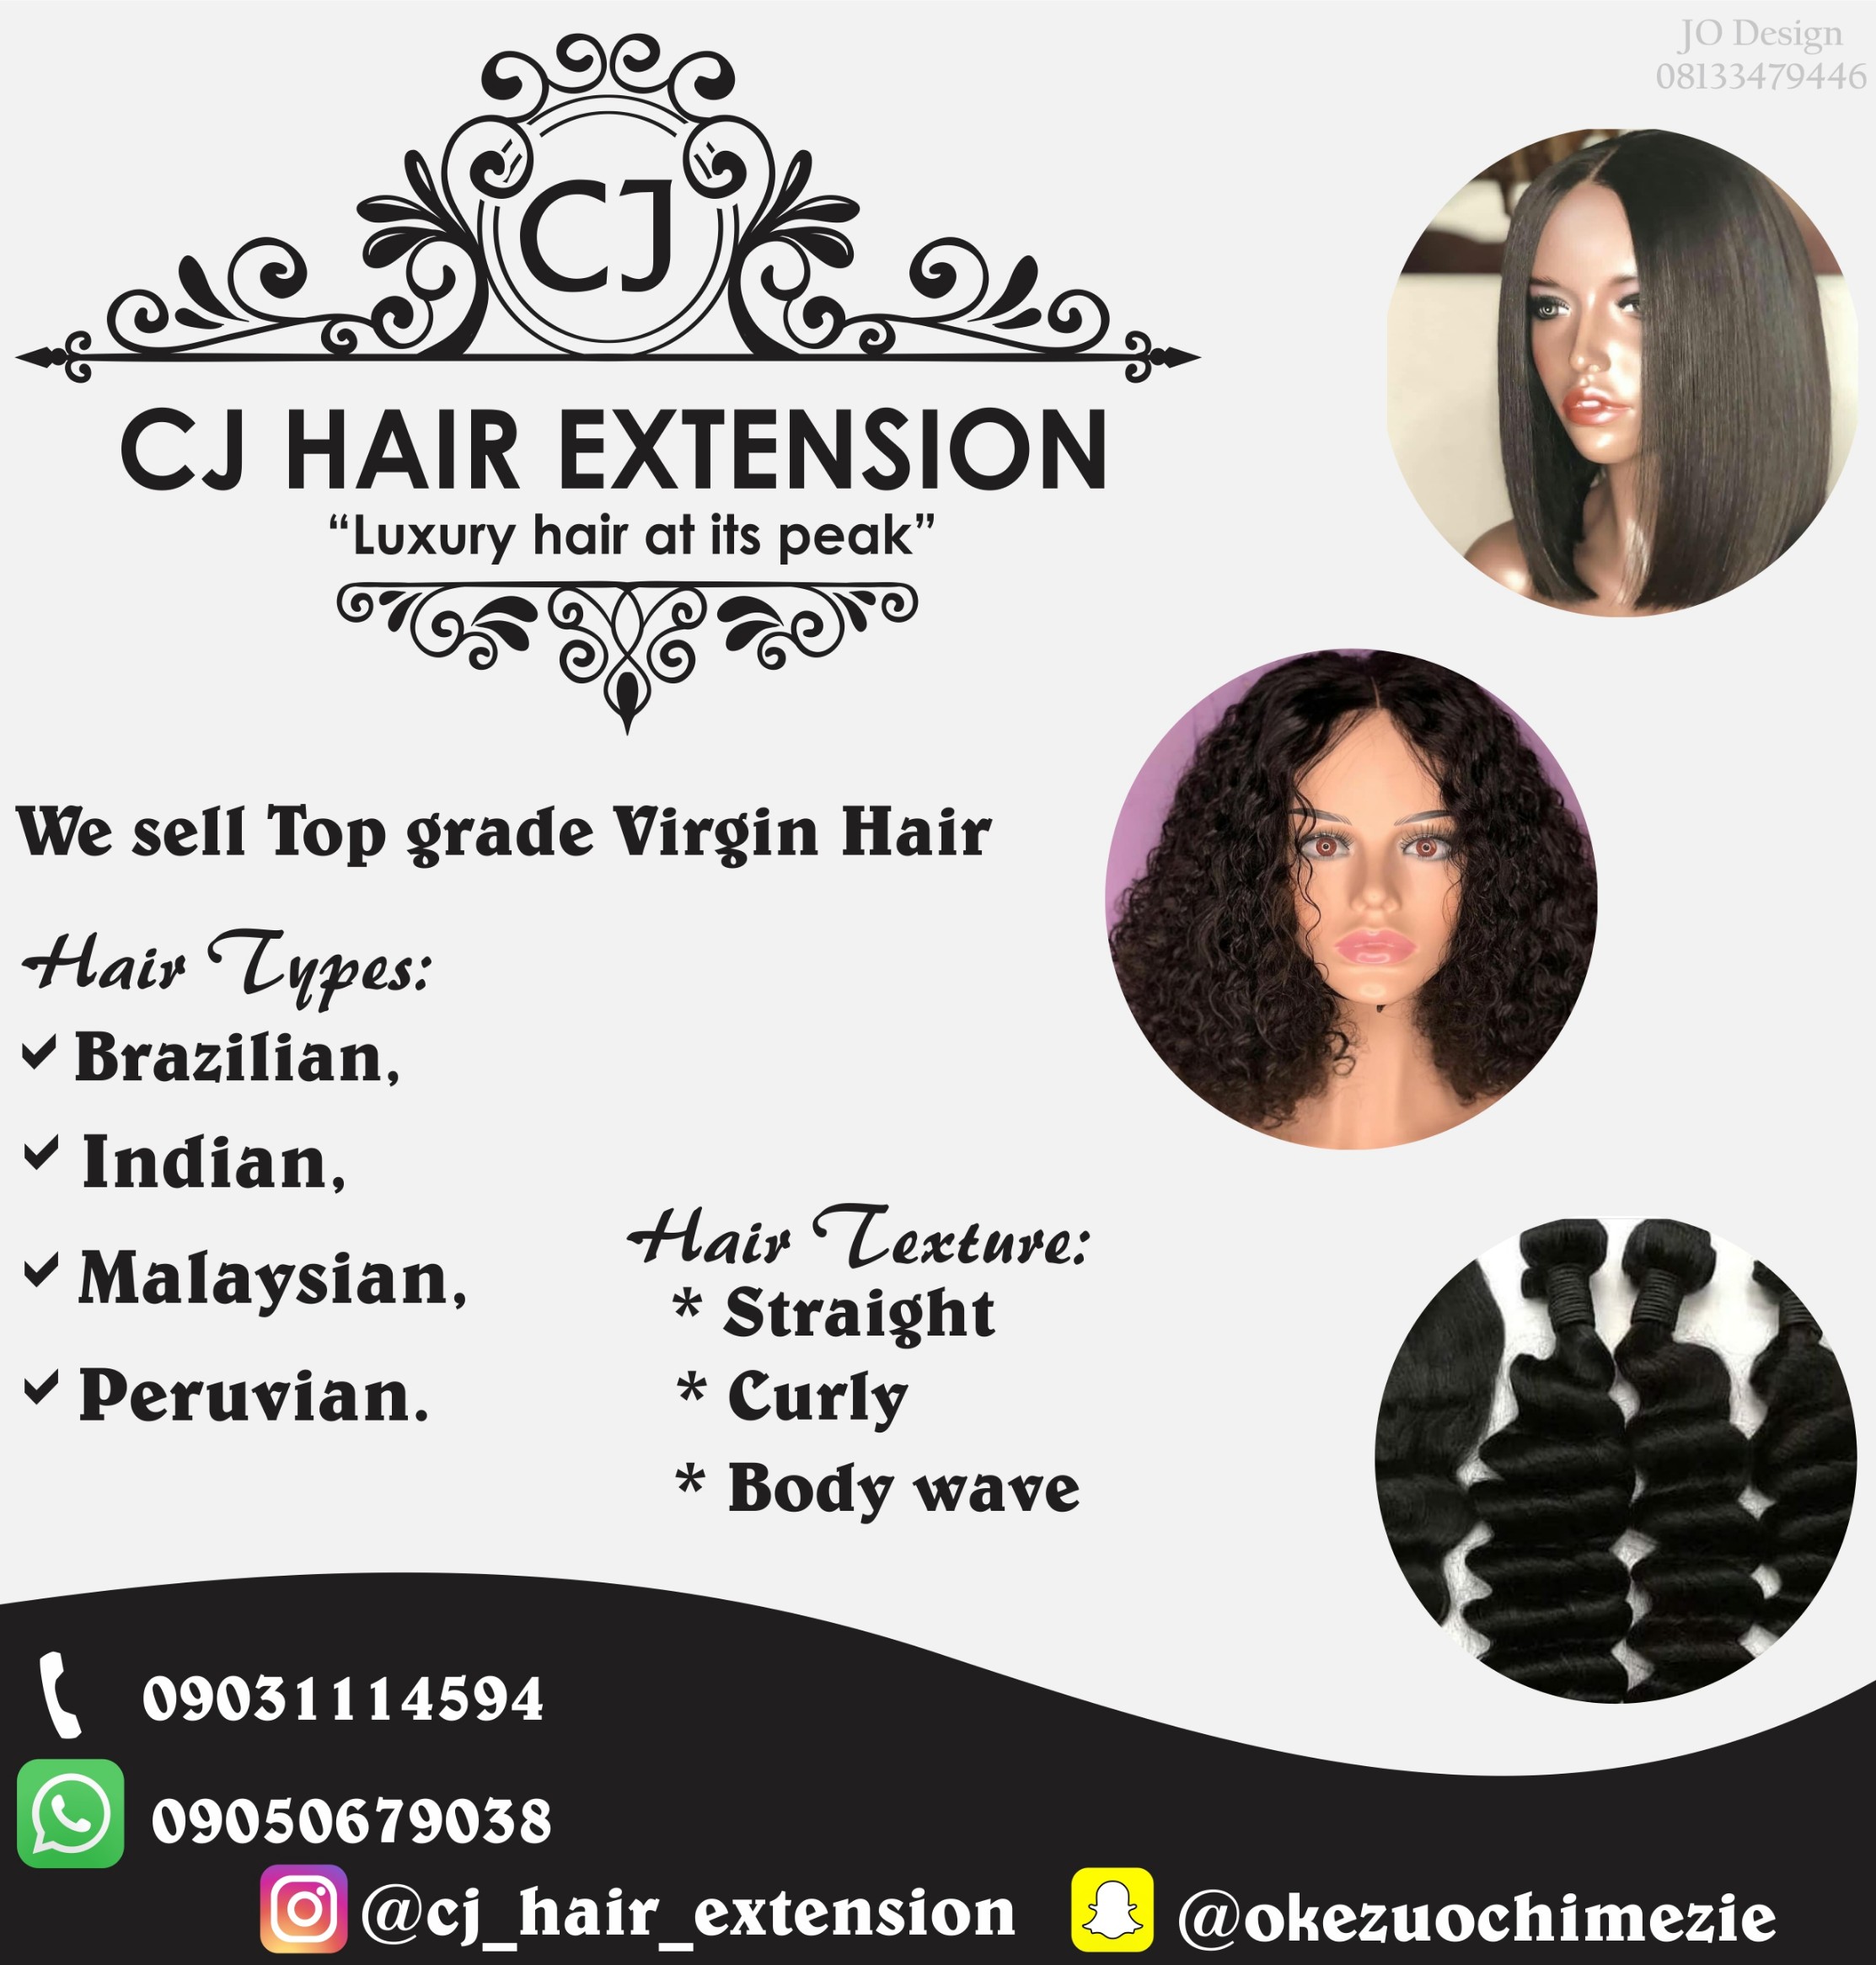 JO Design
08133479446
CJ
CJ HAIR EXTENSION
“Luxury hair at its peak”
We sell Top grade Virgin Hair
Hair Types:
Brazilian,
Indian,
Malaysian,
Peruvian.
Hair Texture:
* Straight
* Curly
* Body wave
09031114594
09050679038
@cj_hair_extension
@okezuochimezie